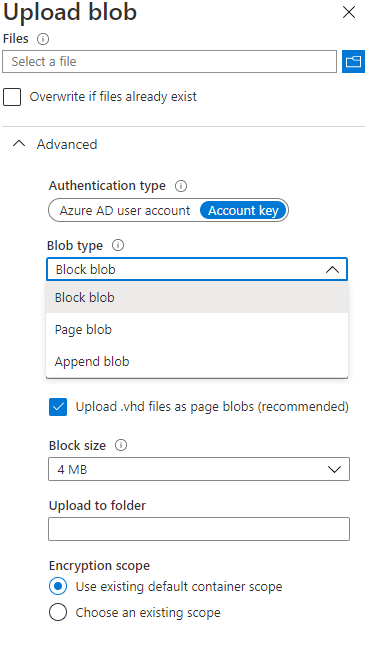 Upload blob
Files
Select a file
Overwrite if files already exist
Advanced
Authentication type
Azure AD user account Account key
Blob type
Block blob
Block blob
Page blob
Append blob
Upload .vhd files as page blobs (recommended)
Block size
4 MB
Upload to folder
Encryption scope
Use existing default container scope
Choose an existing scope